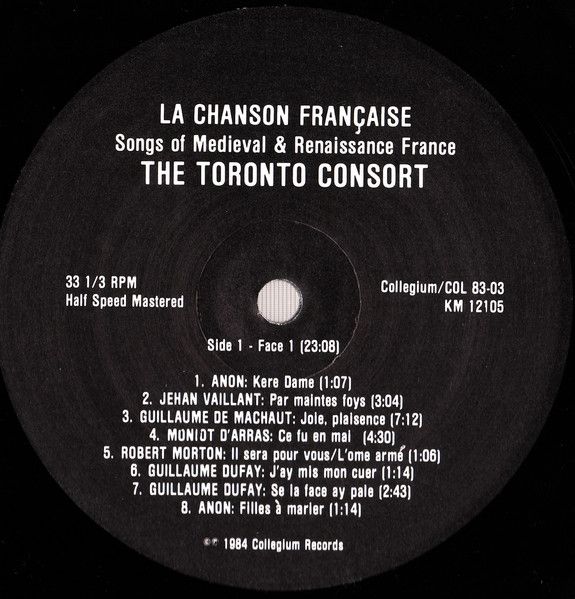 LA CHANSON FRANÇAISE
Songs of Medieval & Renaissance France
THE TORONTO CONSORT
33 1/3 RPM
Half Speed Mastered
Collegium/COL 83-03
KM 12105
Side 1 - Face 1 (23:08)
1. ANON: Kere Dame (1:07)
2. JEHAN VAILLANT: Par maintes foys (3:04)
3. GUILLAUME DE MACHAUT: Joie, plaisence (7:12)
4. MONIOT D'ARRAS: Ce fu en mai (4:30)
5. ROBERT MORTON: Il sera pour vous/L'ome armé (1:06)
6. GUILLAUME DUFAY: J'ay mis mon cuer (1:14)
7. GUILLAUME DUFAY: Se la face ay pale (2:43)
8. ANON: Filles à marier (1:14)
©℗ 1984 Collegium Records